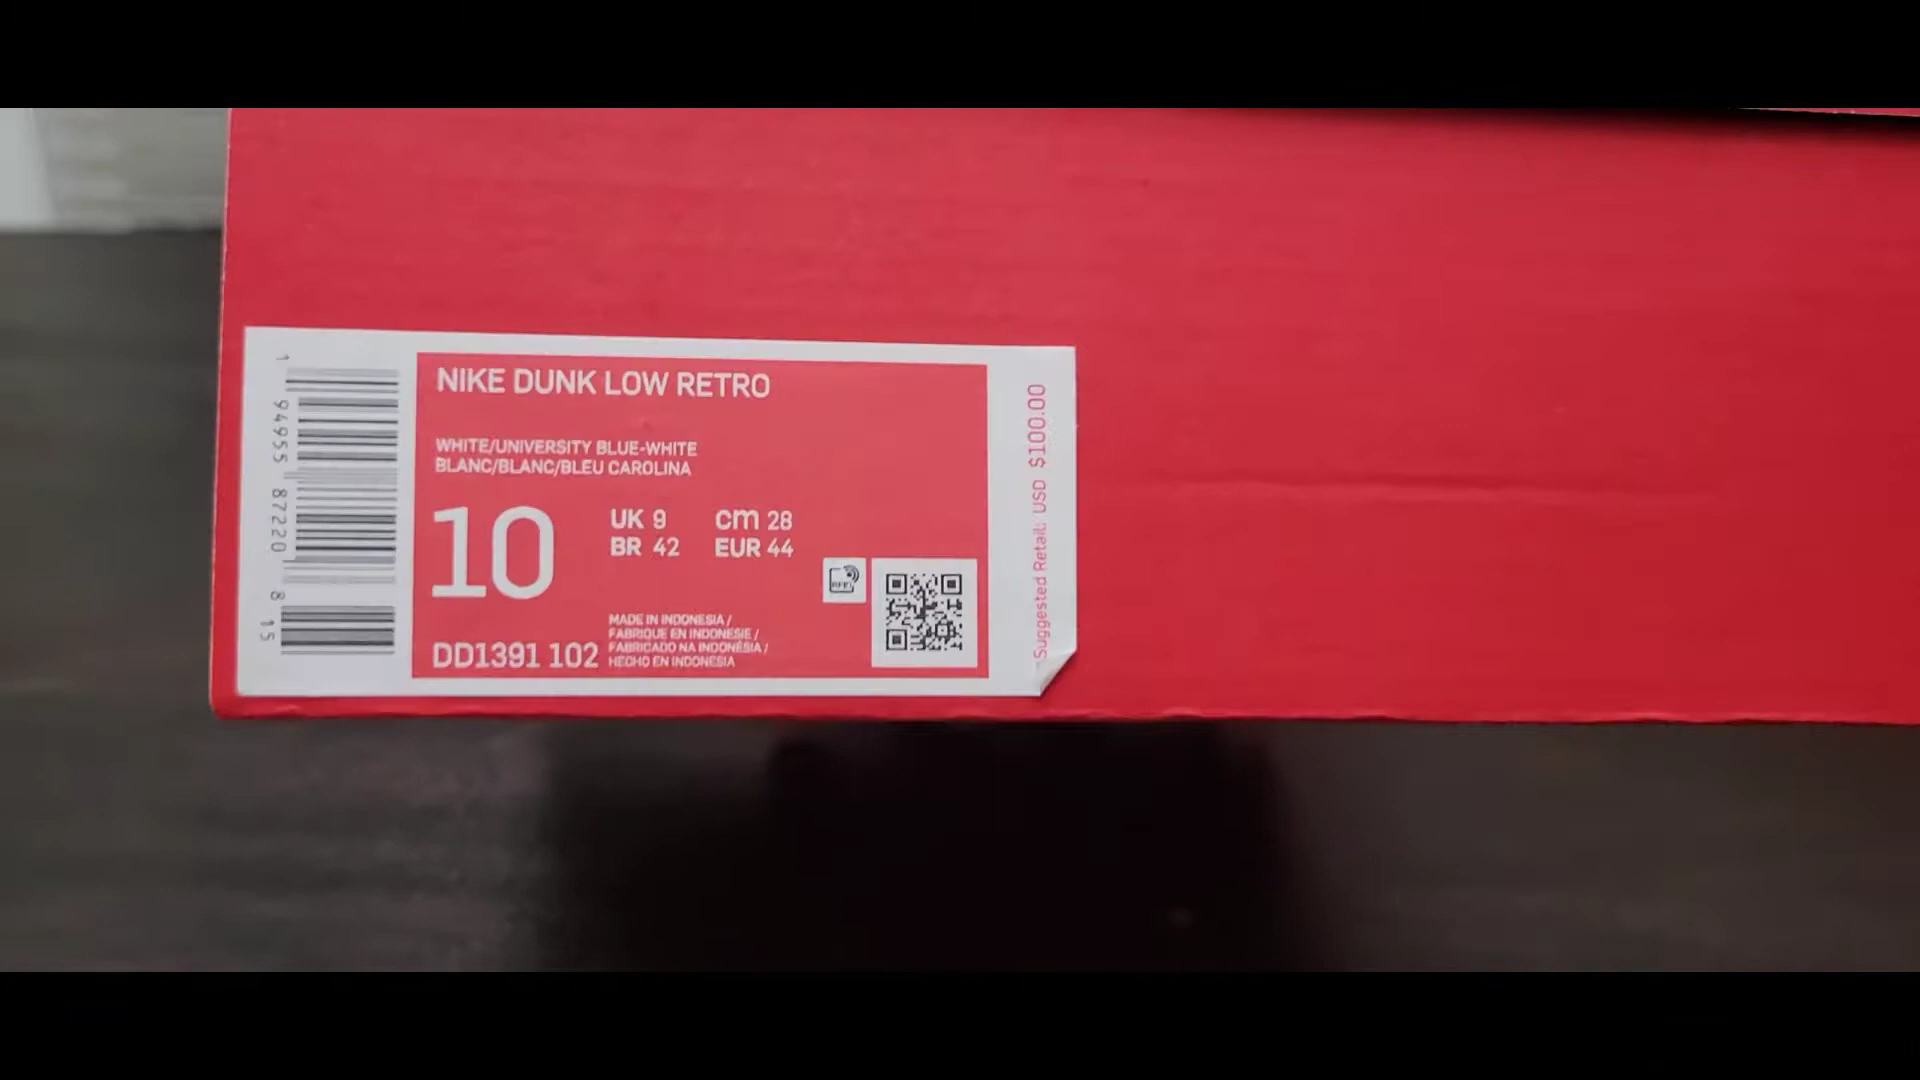 1 94955 87220 8 15
NIKE DUNK LOW RETRO
WHITE/UNIVERSITY BLUE-WHITE
BLANC/BLANC/BLEU CAROLINA
10
UK 9 cm 28
BR 42 EUR 44
RFID
MADE IN INDONESIA /
FABRIQUE EN INDONESIE /
FABRICADO NA INDONÉSIA /
HECHO EN INDONESIA
DD1391 102
Suggested Retail: USD $100.00